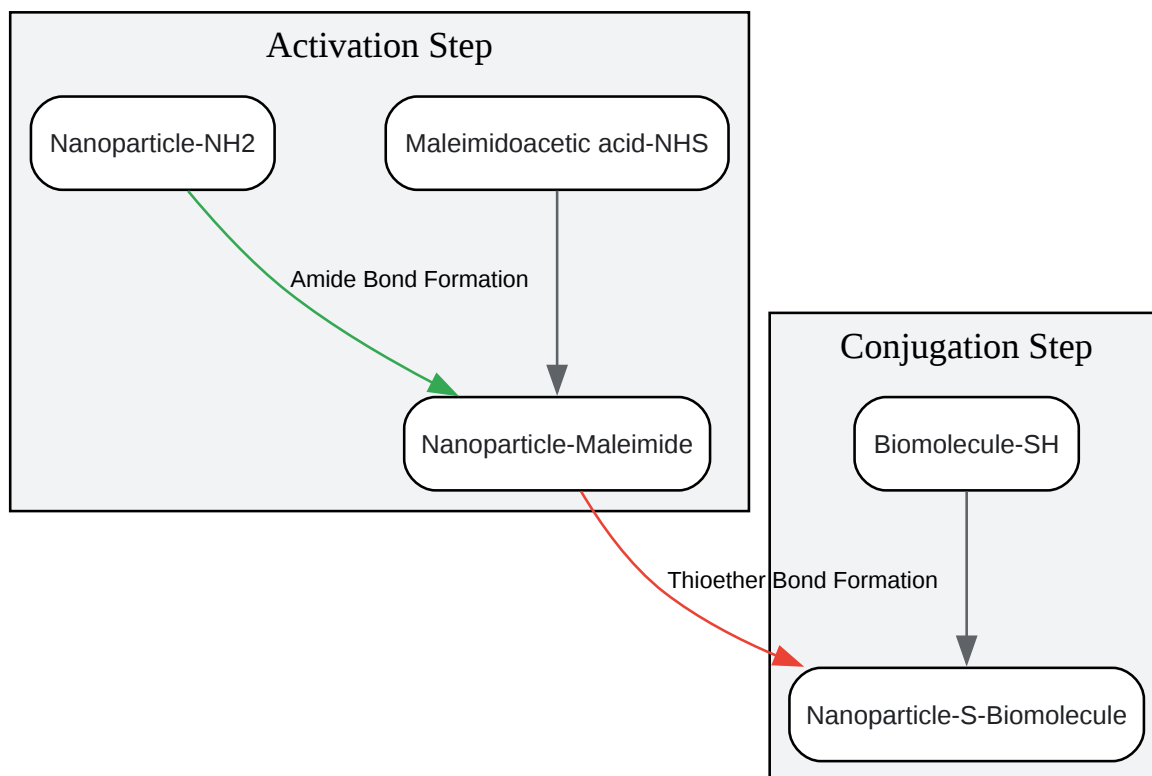 Activation Step
Nanoparticle-NH2
Maleimidoacetic acid-NHS
Amide Bond Formation
Nanoparticle-Maleimide
Conjugation Step
Biomolecule-SH
Thioether Bond Formation
Nanoparticle-S-Biomolecule